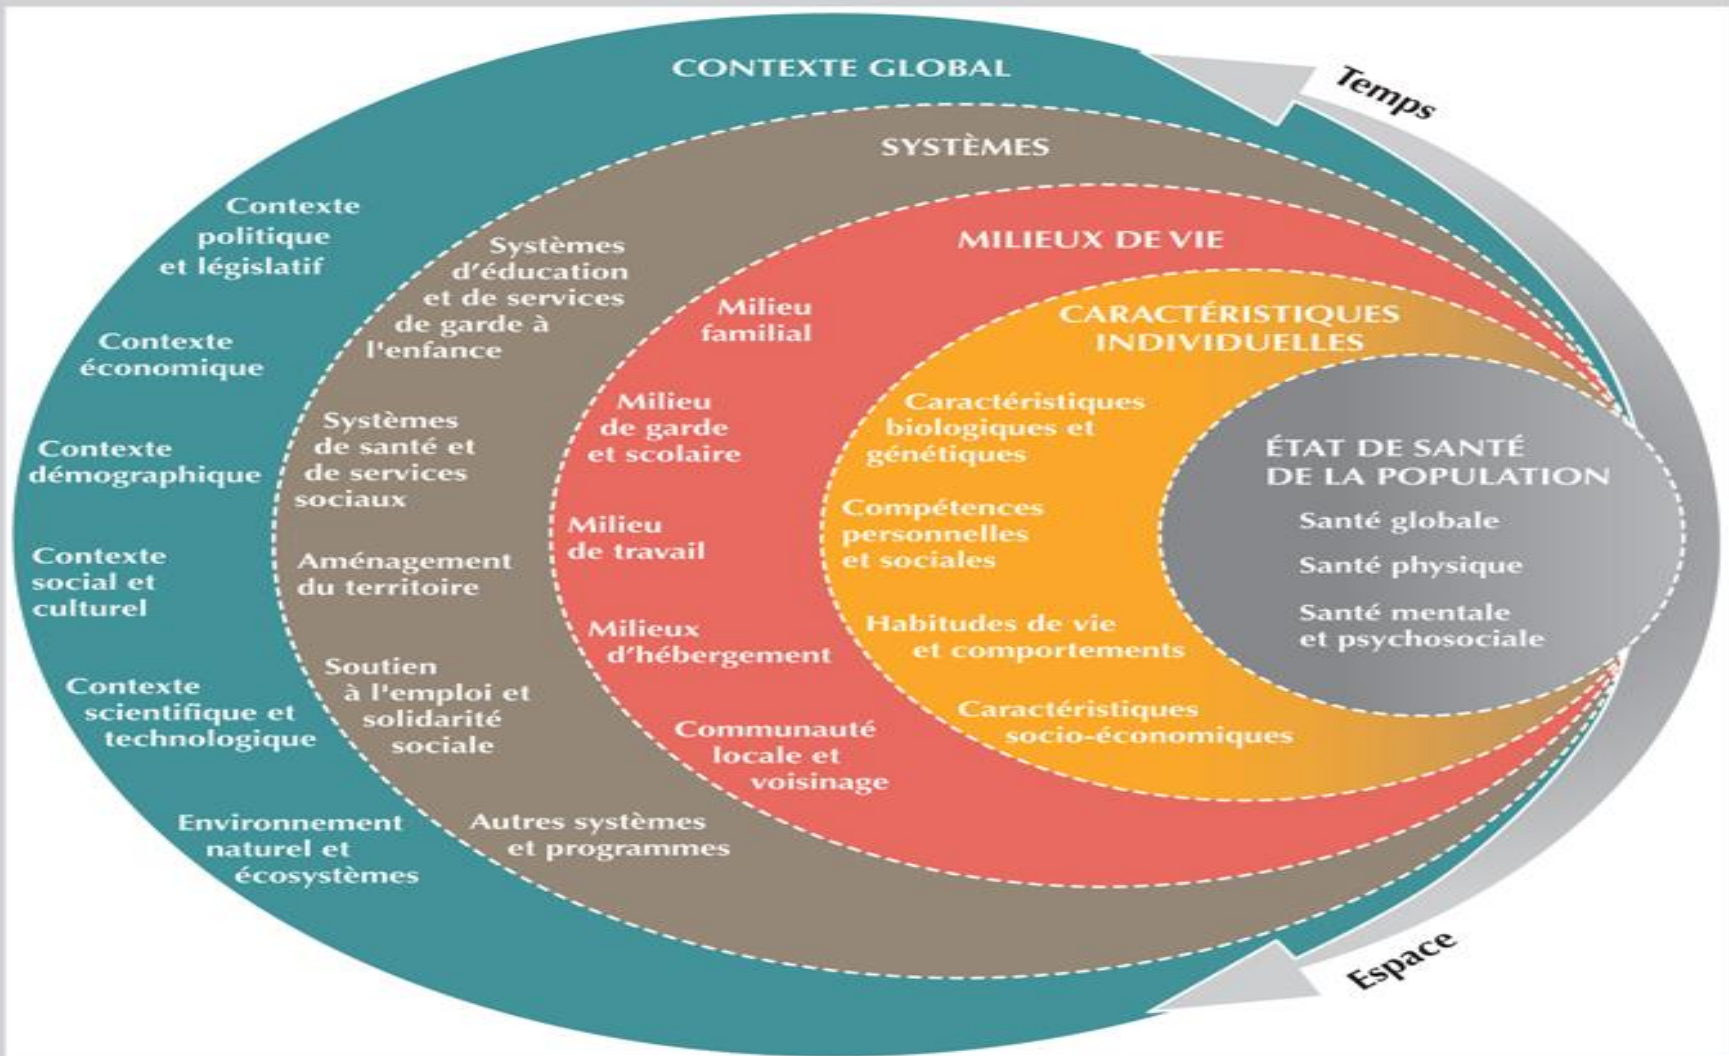 CONTEXTE GLOBAL
Temps
SYSTÈMES
MILIEUX DE VIE
CARACTÉRISTIQUES
INDIVIDUELLES
ÉTAT DE SANTÉ
DE LA POPULATION
Santé globale
Santé physique
Santé mentale
et psychosociale
Contexte
politique
et législatif
Contexte
économique
Contexte
démographique
Contexte
social et
culturel
Contexte
scientifique et
technologique
Environnement
naturel et
écosystèmes
Systèmes
d'éducation
et de services
de garde à
l'enfance
Systèmes
de santé et
de services
sociaux
Aménagement
du territoire
Soutien
à l'emploi et
solidarité
sociale
Autres systèmes
et programmes
Milieu
familial
Milieu
de garde
et scolaire
Milieu
de travail
Milieux
d'hébergement
Communauté
locale et
voisinage
Caractéristiques
biologiques et
génétiques
Compétences
personnelles
et sociales
Habitudes de vie
et comportements
Caractéristiques
socio-économiques
Espace